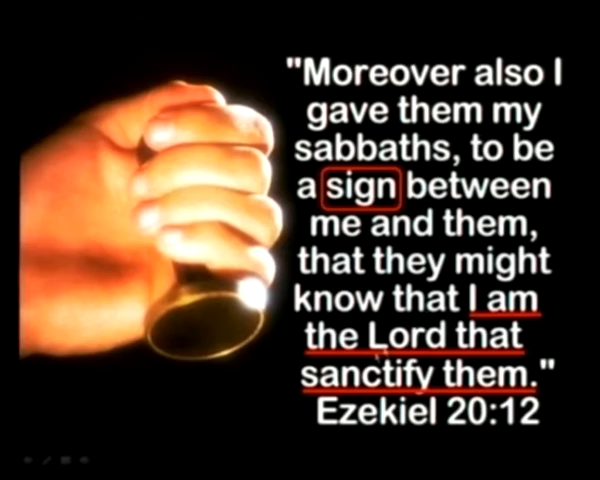 "Moreover also I
gave them my
sabbaths, to be
a sign between
me and them,
that they might
know that I am
the Lord that
sanctify them."
Ezekiel 20:12